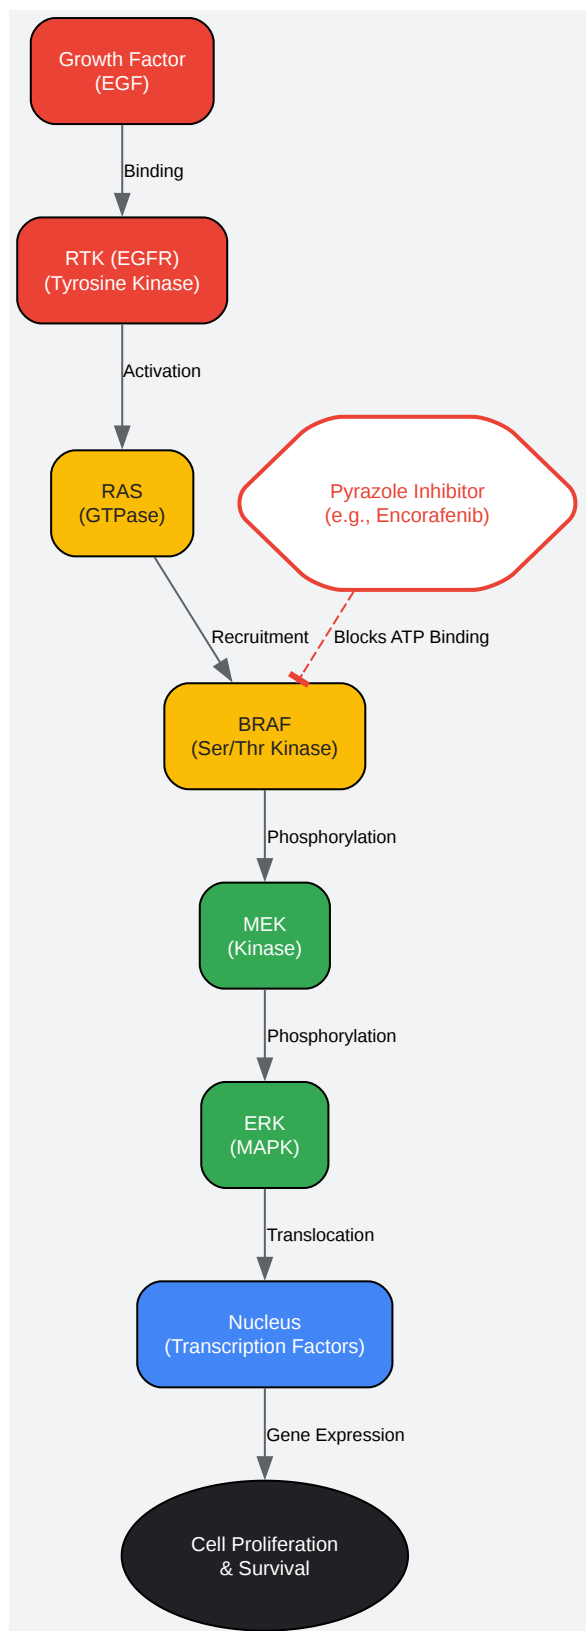 Growth Factor
(EGF)
Binding
RTK (EGFR)
(Tyrosine Kinase)
Activation
RAS
(GTPase)
Pyrazole Inhibitor
(e.g., Encorafenib)
Recruitment
Blocks ATP Binding
BRAF
(Ser/Thr Kinase)
Phosphorylation
MEK
(Kinase)
Phosphorylation
ERK
(MAPK)
Translocation
Nucleus
(Transcription Factors)
Gene Expression
Cell Proliferation
& Survival